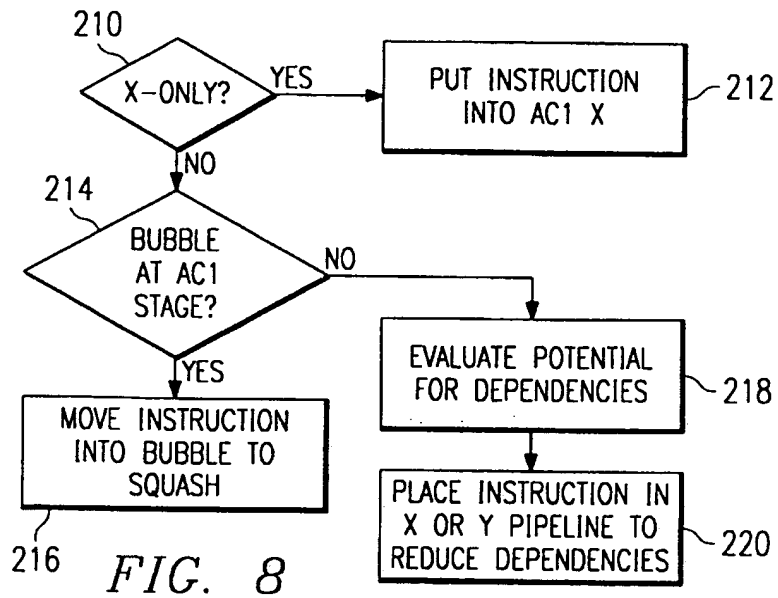 210
X-ONLY?
YES
PUT INSTRUCTION
INTO AC1 X
212
NO
214
BUBBLE
AT AC1
STAGE?
NO
YES
EVALUATE POTENTIAL
FOR DEPENDENCIES
218
MOVE INSTRUCTION
INTO BUBBLE TO
SQUASH
216
PLACE INSTRUCTION IN
X OR Y PIPELINE TO
REDUCE DEPENDENCIES
220
FIG. 8